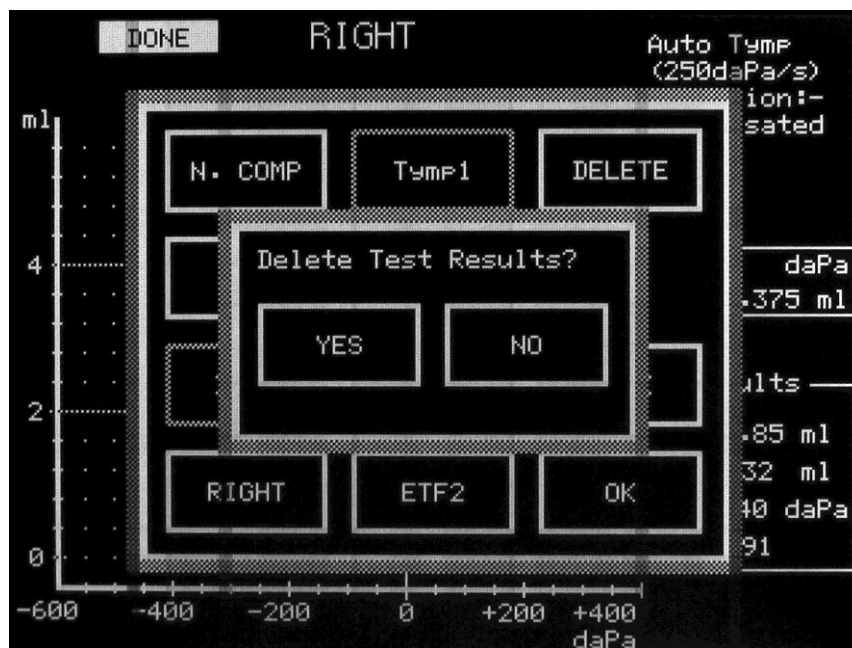 DONE
RIGHT
Auto Tymp
(250daPa/s)
ion:-
sated
ml
N. COMP
Tymp1
DELETE
Delete Test Results?
4
daPa
.375 ml
YES
NO
ults
2
.85 ml
32 ml
RIGHT
ETF2
OK
40 daPa
91
0
-600
-400
-200
0
+200
+400
daPa